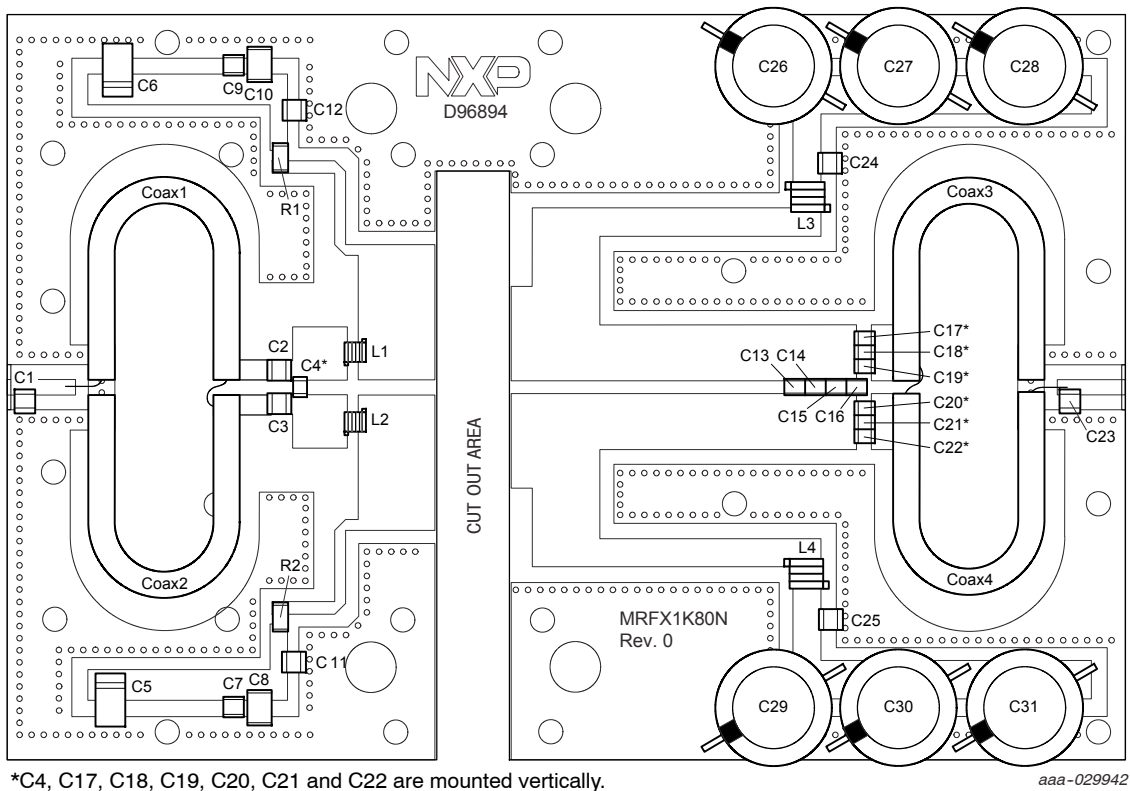 C26
C27
C28
C6
C9
C10
NXP
D96894
C12
C24
Coax1
Coax3
R1
L3
C17*
C2
L1
C13
C14
C18*
C1
C4*
C19*
C15
C16
C20*
C3
L2
C21*
C23
C22*
CUT OUT AREA
L4
R2
Coax2
Coax4
MRFX1K80N
Rev. 0
C25
C11
C5
C7
C8
C29
C30
C31
*C4, C17, C18, C19, C20, C21 and C22 are mounted vertically.
aaa-029942